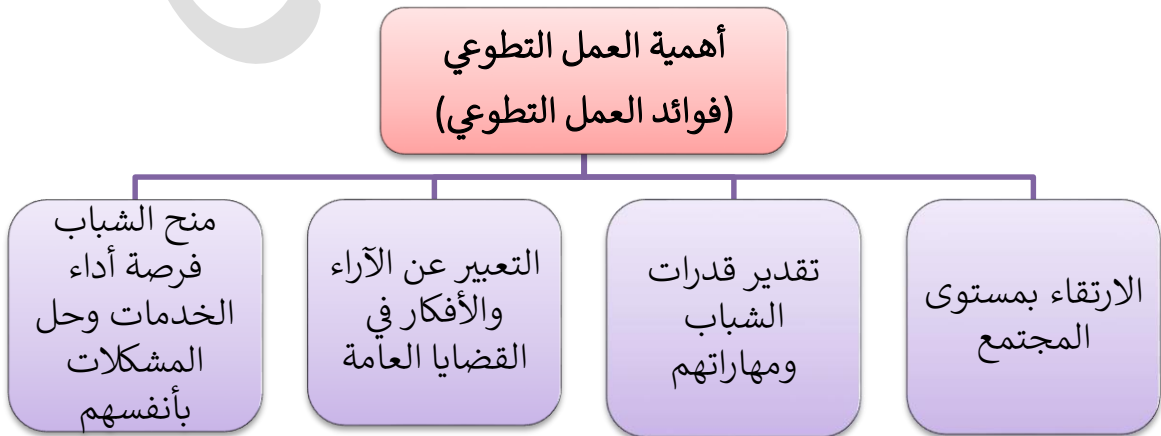 أهمية العمل التطوعي
(فوائد العمل التطوعي)
الارتقاء بمستوى
المجتمع
تقدير قدرات
الشباب
ومهاراتهم
التعبير عن الآراء
والأفكار في
القضايا العامة
منح الشباب
فرصة أداء
الخدمات وحل
المشكلات
بأنفسهم